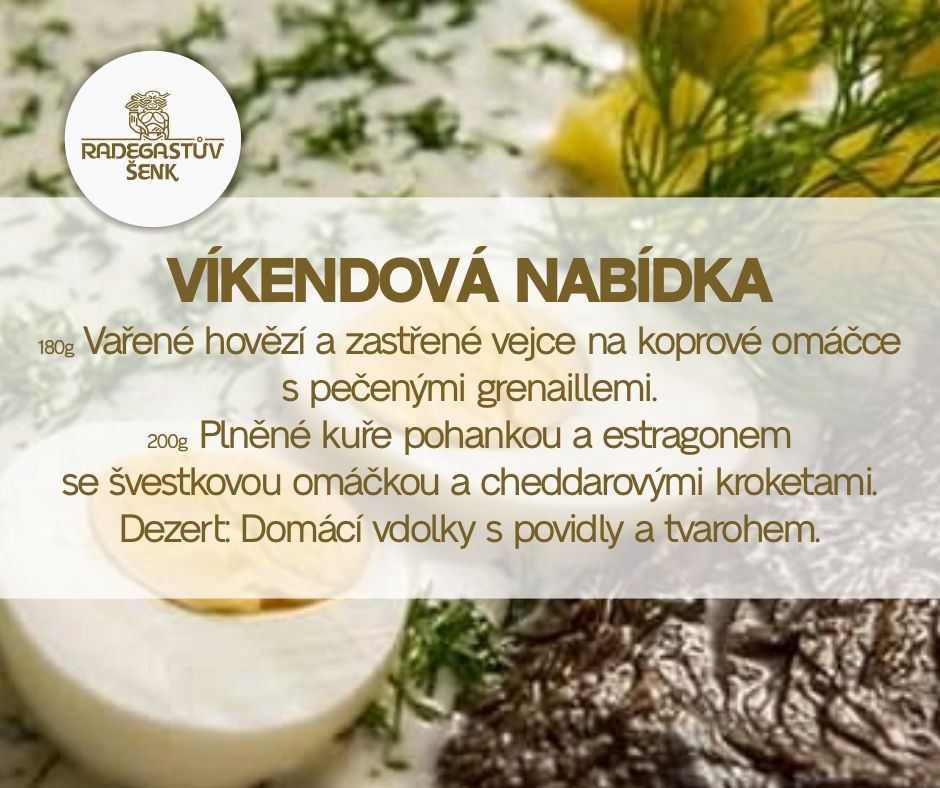 RADEGASTŮV
ŠENK
VÍKENDOVÁ NABÍDKA
180g Vařené hovězí a zastřené vejce na koprové omáčce
s pečenými grenaillemi.
200g Plněné kuře pohankou a estragonem
se švestkovou omáčkou a cheddarovými kroketami.
Dezert: Domácí vdolky s povidly a tvarohem.